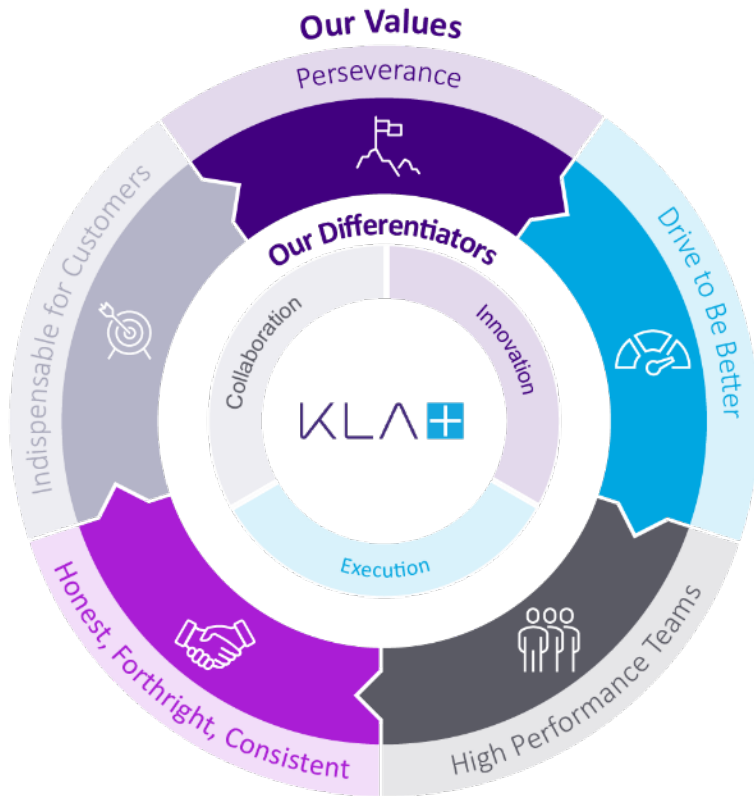 Our Values
Perseverance
Drive to Be Better
High Performance Teams
Honest, Forthright, Consistent
Indispensable for Customers
Our Differentiators
Collaboration
Innovation
Execution
KLA+